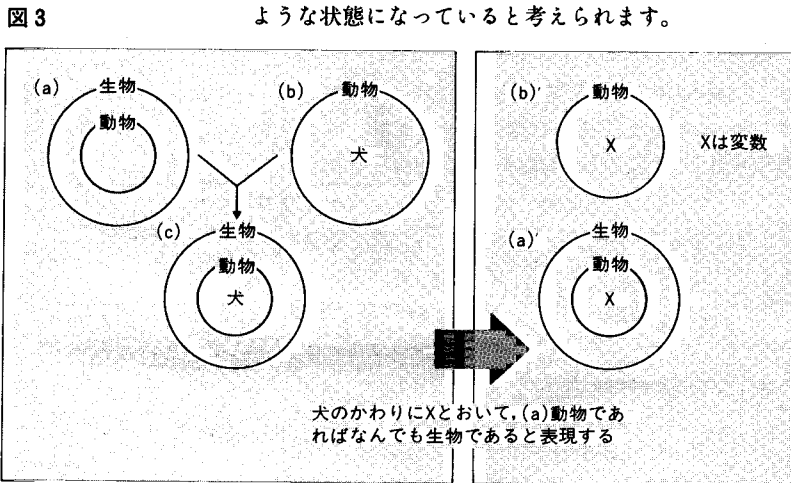 図3
ような状態になっていると考えられます。
(a)
生物
動物
(b)
動物
犬
(c)
生物
動物
犬
(b)′
動物
X
Xは変数
(a)′
生物
動物
X
犬のかわりにXとおいて,(a)動物であ
ればなんでも生物であると表現する